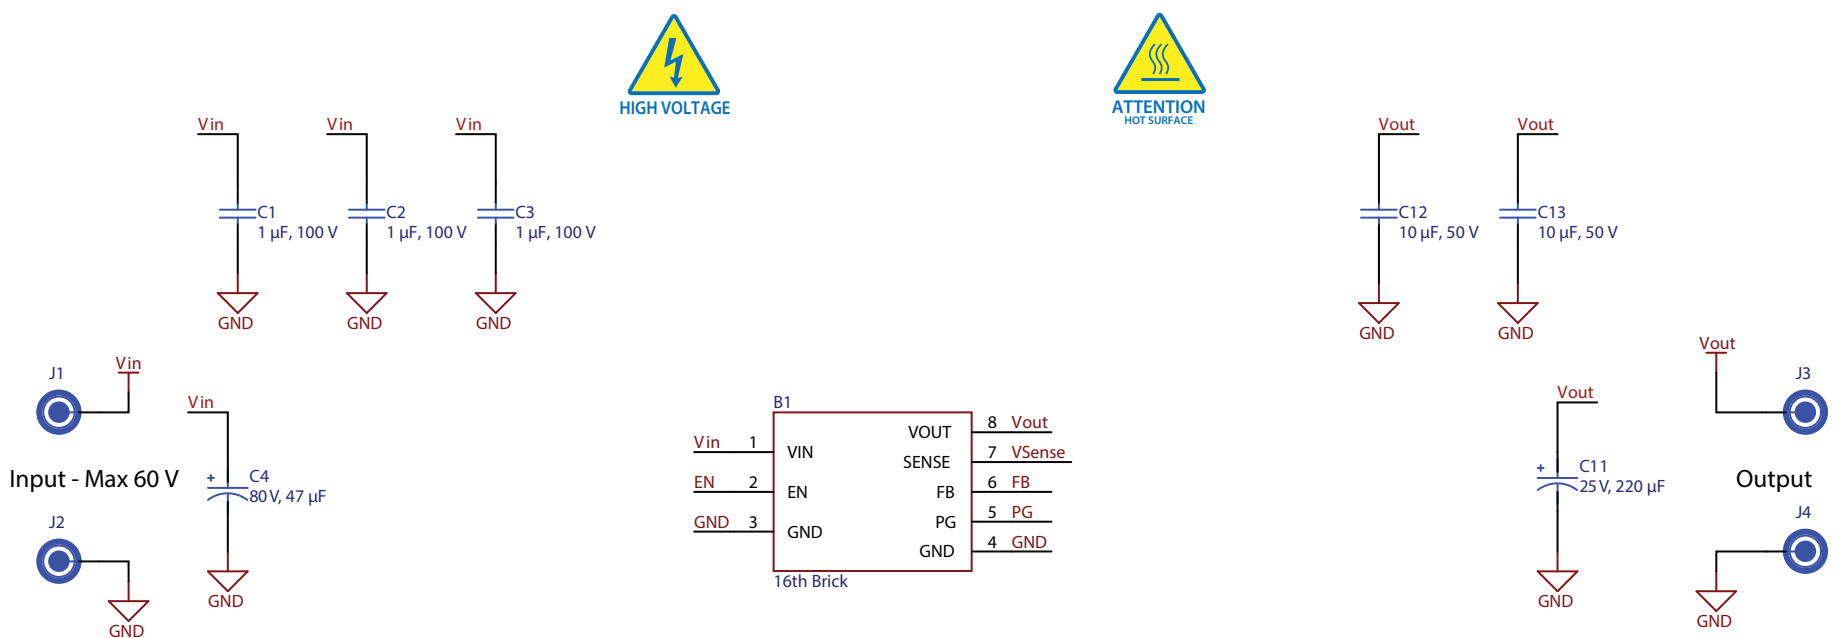 HIGH VOLTAGE
ATTENTION
HOT SURFACE
Vin
Vin
Vin
C1
1 µF, 100 V
C2
1 µF, 100 V
C3
1 µF, 100 V
GND
GND
GND
Vout
Vout
C12
10 µF, 50 V
C13
10 µF, 50 V
GND
GND
J1
Vin
Input - Max 60 V
J2
GND
Vin
+
C4
80 V, 47 µF
GND
B1
Vin 1 VIN
EN 2 EN
GND 3 GND
VOUT 8 Vout
SENSE 7 VSense
FB 6 FB
PG 5 PG
GND 4 GND
16th Brick
Vout
+
C11
25 V, 220 µF
GND
Vout
J3
Output
J4
GND